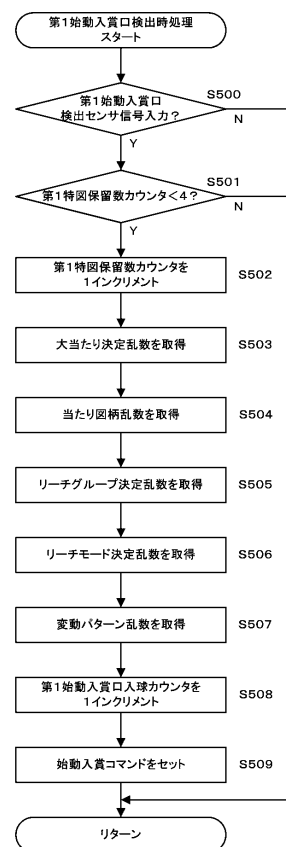 第1始動入賞口検出時処理
スタート
第1始動入賞口
検出センサ信号入力?
S500
N
Y
第1特図保留数カウンタ<4?
S501
N
Y
第1特図保留数カウンタを
1インクリメント
S502
大当たり決定乱数を取得
S503
当たり図柄乱数を取得
S504
リーチグループ決定乱数を取得
S505
リーチモード決定乱数を取得
S506
変動パターン乱数を取得
S507
第1始動入賞口入球カウンタを
1インクリメント
S508
始動入賞コマンドをセット
S509
リターン